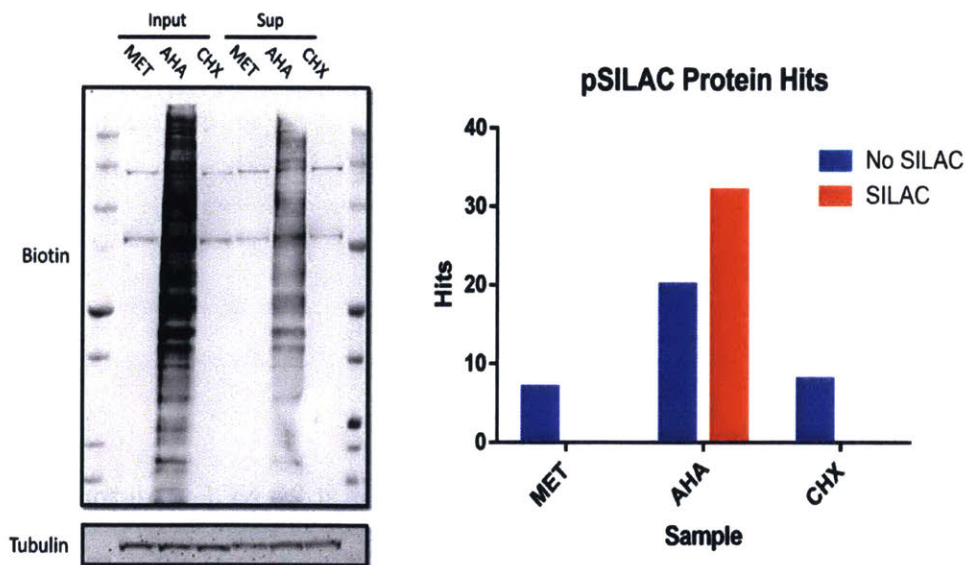 Input Sup
MET AHA CHX MET AHA CHX
Biotin
Tubulin
pSILAC Protein Hits
40
30
20
10
0
Hits
MET AHA CHX
Sample
No SILAC
SILAC